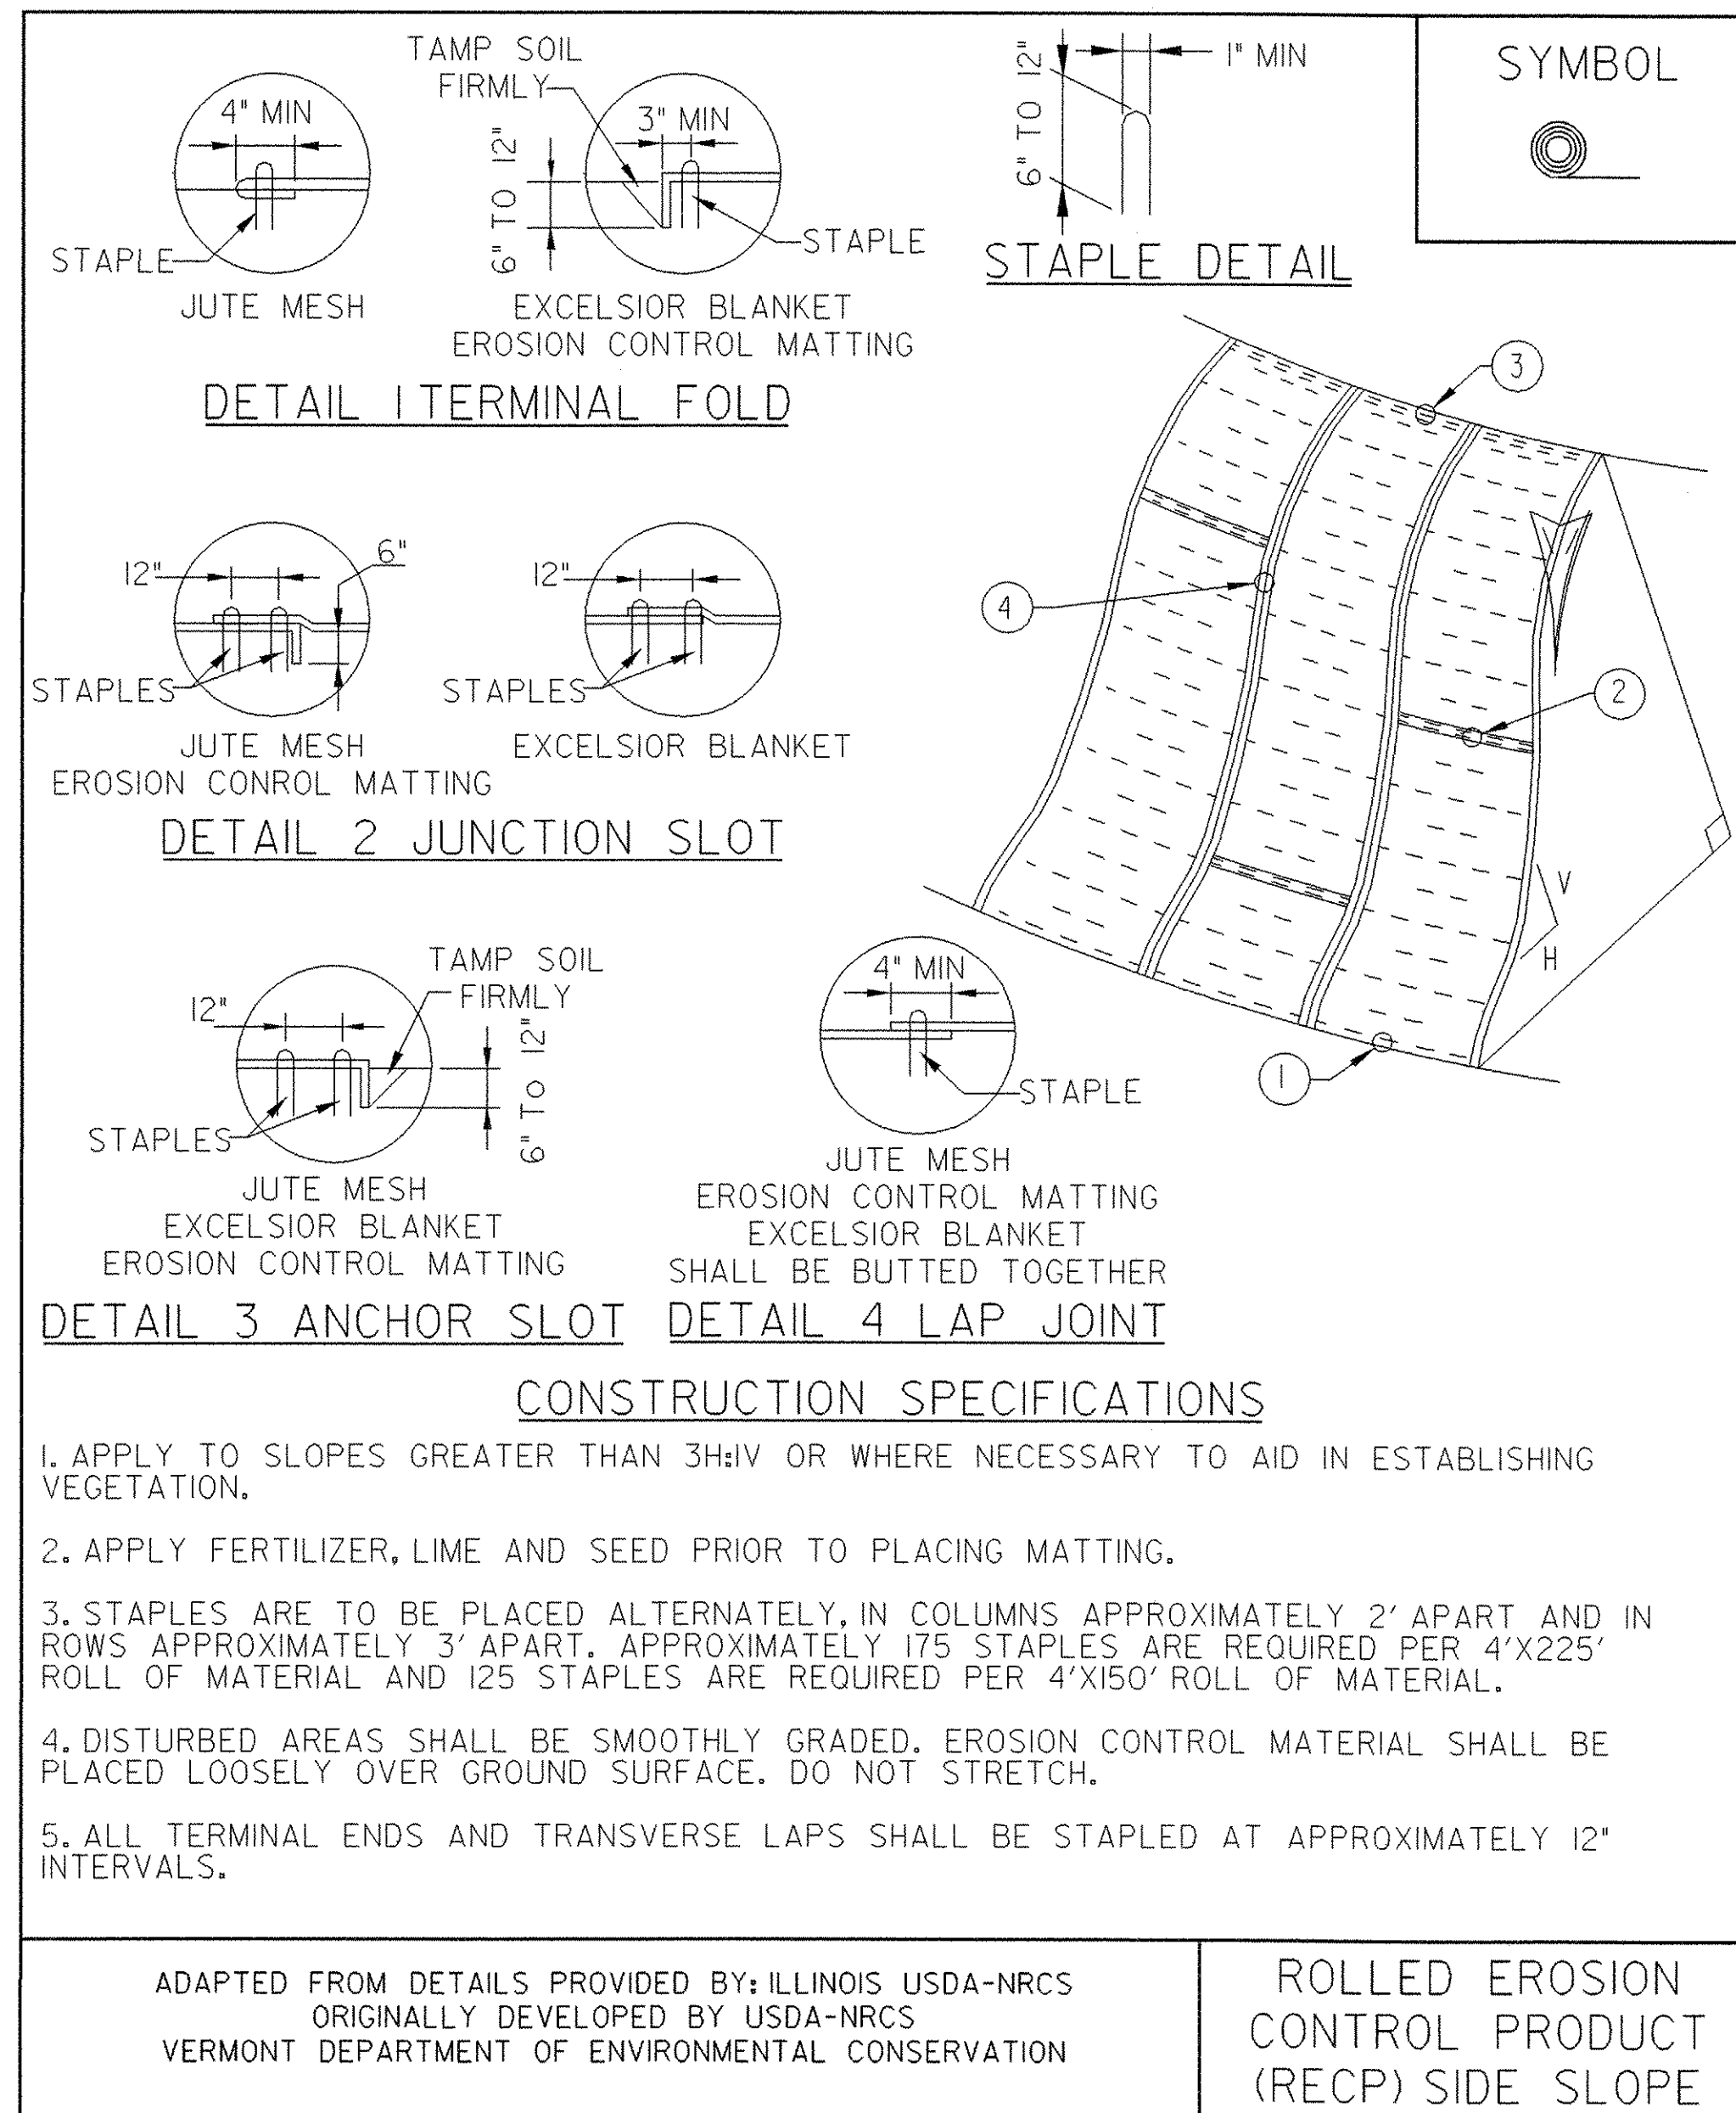 TAMP SOIL
FIRMLY
4" MIN
3" MIN
6" TO 12"
STAPLE
STAPLE
JUTE MESH
EXCELSIOR BLANKET
EROSION CONTROL MATTING
DETAIL 1 TERMINAL FOLD
6" TO 12"
1" MIN
STAPLE DETAIL
SYMBOL
12"
6"
STAPLES
JUTE MESH
EROSION CONROL MATTING
12"
STAPLES
EXCELSIOR BLANKET
DETAIL 2 JUNCTION SLOT
3
4
2
V
H
1
TAMP SOIL
FIRMLY
12"
6" TO 12"
STAPLES
JUTE MESH
EXCELSIOR BLANKET
EROSION CONTROL MATTING
DETAIL 3 ANCHOR SLOT
4" MIN
STAPLE
JUTE MESH
EROSION CONTROL MATTING
EXCELSIOR BLANKET
SHALL BE BUTTED TOGETHER
DETAIL 4 LAP JOINT
CONSTRUCTION SPECIFICATIONS
1. APPLY TO SLOPES GREATER THAN 3H:1V OR WHERE NECESSARY TO AID IN ESTABLISHING
VEGETATION.
2. APPLY FERTILIZER, LIME AND SEED PRIOR TO PLACING MATTING.
3. STAPLES ARE TO BE PLACED ALTERNATELY, IN COLUMNS APPROXIMATELY 2' APART AND IN
ROWS APPROXIMATELY 3' APART. APPROXIMATELY 175 STAPLES ARE REQUIRED PER 4'X225'
ROLL OF MATERIAL AND 125 STAPLES ARE REQUIRED PER 4'X150' ROLL OF MATERIAL.
4. DISTURBED AREAS SHALL BE SMOOTHLY GRADED. EROSION CONTROL MATERIAL SHALL BE
PLACED LOOSELY OVER GROUND SURFACE. DO NOT STRETCH.
5. ALL TERMINAL ENDS AND TRANSVERSE LAPS SHALL BE STAPLED AT APPROXIMATELY 12"
INTERVALS.
ADAPTED FROM DETAILS PROVIDED BY: ILLINOIS USDA-NRCS
ORIGINALLY DEVELOPED BY USDA-NRCS
VERMONT DEPARTMENT OF ENVIRONMENTAL CONSERVATION
ROLLED EROSION
CONTROL PRODUCT
(RECP) SIDE SLOPE